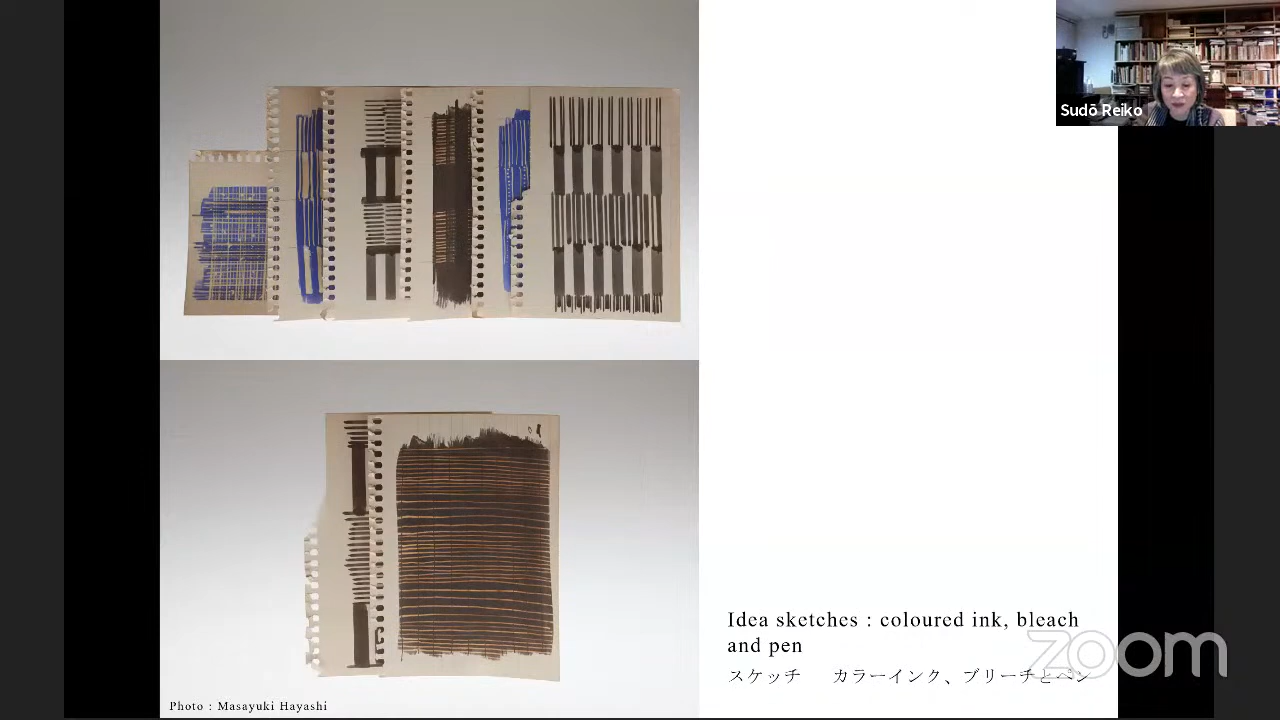 Sudō Reiko
Idea sketches : coloured ink, bleach
and pen
スケッチ　カラーインク、ブリーチとペン
zoom
Photo : Masayuki Hayashi